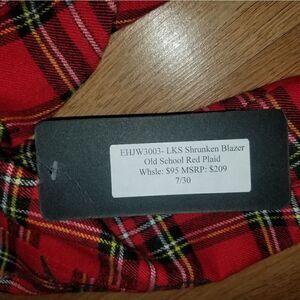 EHJW3003- LKS Shrunken Blazer
Old School Red Plaid
Whsle: $95 MSRP: $209
7/30